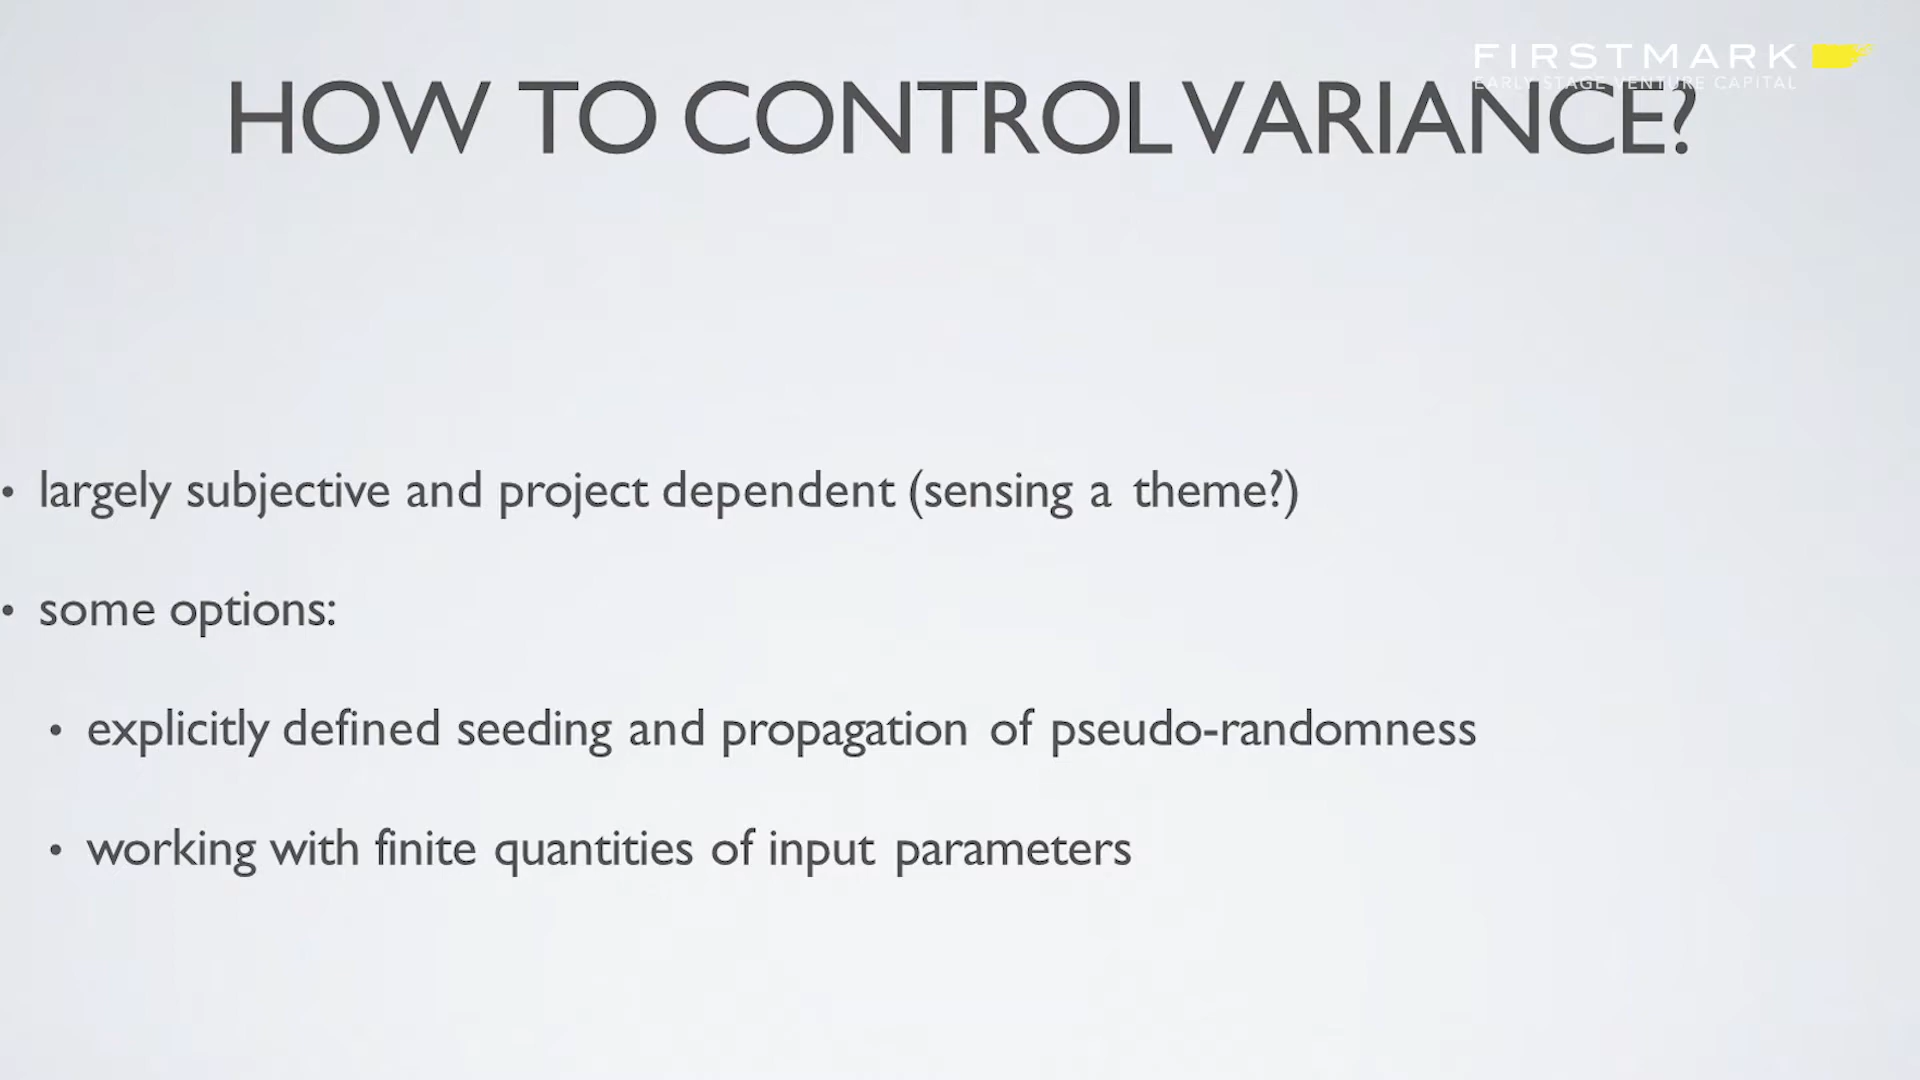 FIRSTMARK
EARLY STAGE VENTURE CAPITAL
HOW TO CONTROL VARIANCE?
• largely subjective and project dependent (sensing a theme?)
• some options:
• explicitly defined seeding and propagation of pseudo-randomness
• working with finite quantities of input parameters